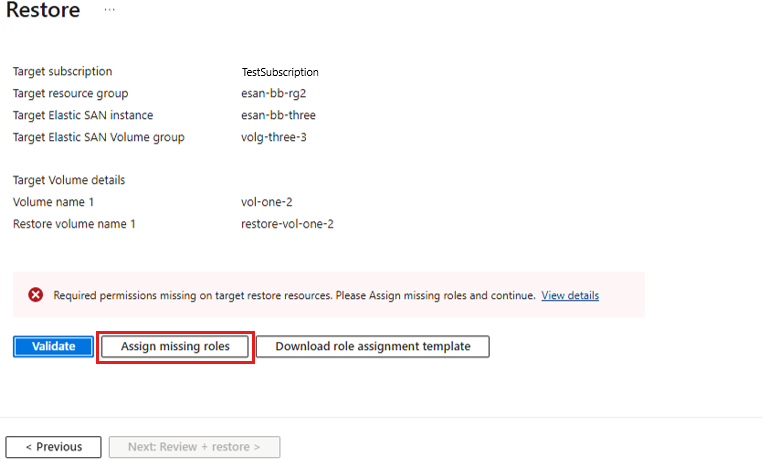 Restore ...
Target subscription TestSubscription
Target resource group esan-bb-rg2
Target Elastic SAN instance esan-bb-three
Target Elastic SAN Volume group volg-three-3
Target Volume details
Volume name 1 vol-one-2
Restore volume name 1 restore-vol-one-2
Required permissions missing on target restore resources. Please Assign missing roles and continue. View details
Validate Assign missing roles Download role assignment template
< Previous Next: Review + restore >